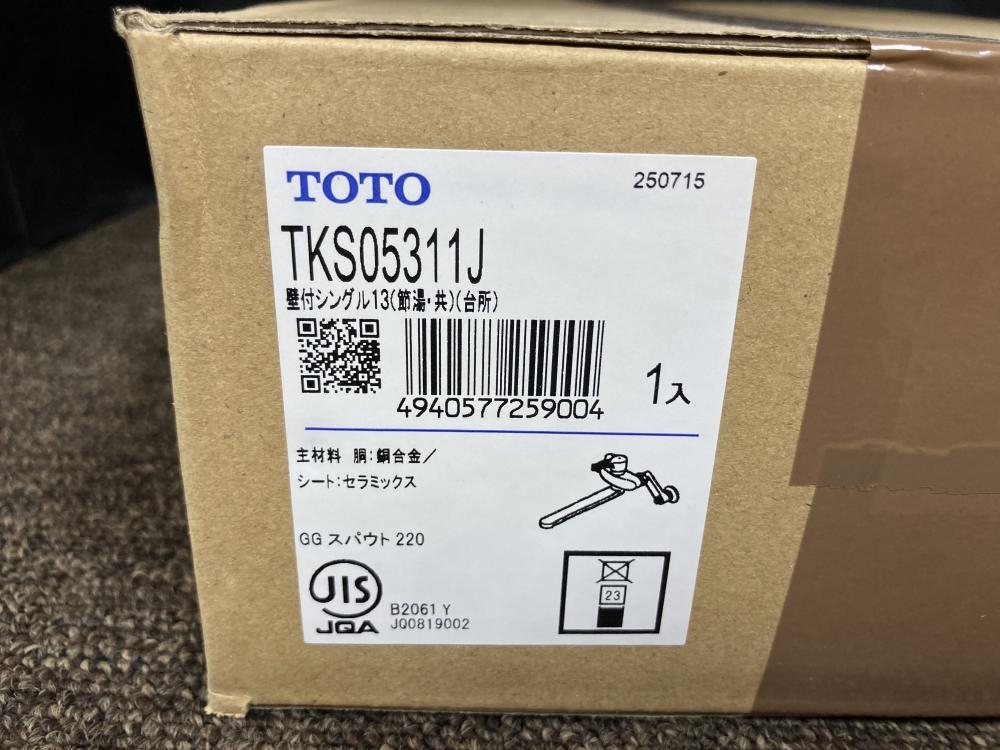 TOTO
250715
TKS05311J
壁付シングル13(節湯・共)(台所)
4940577259004
1入
主材料 胴:銅合金/
シート:セラミックス
GG スパウト 220
JIS
JQA
B2061 Y
JQ0819002
23